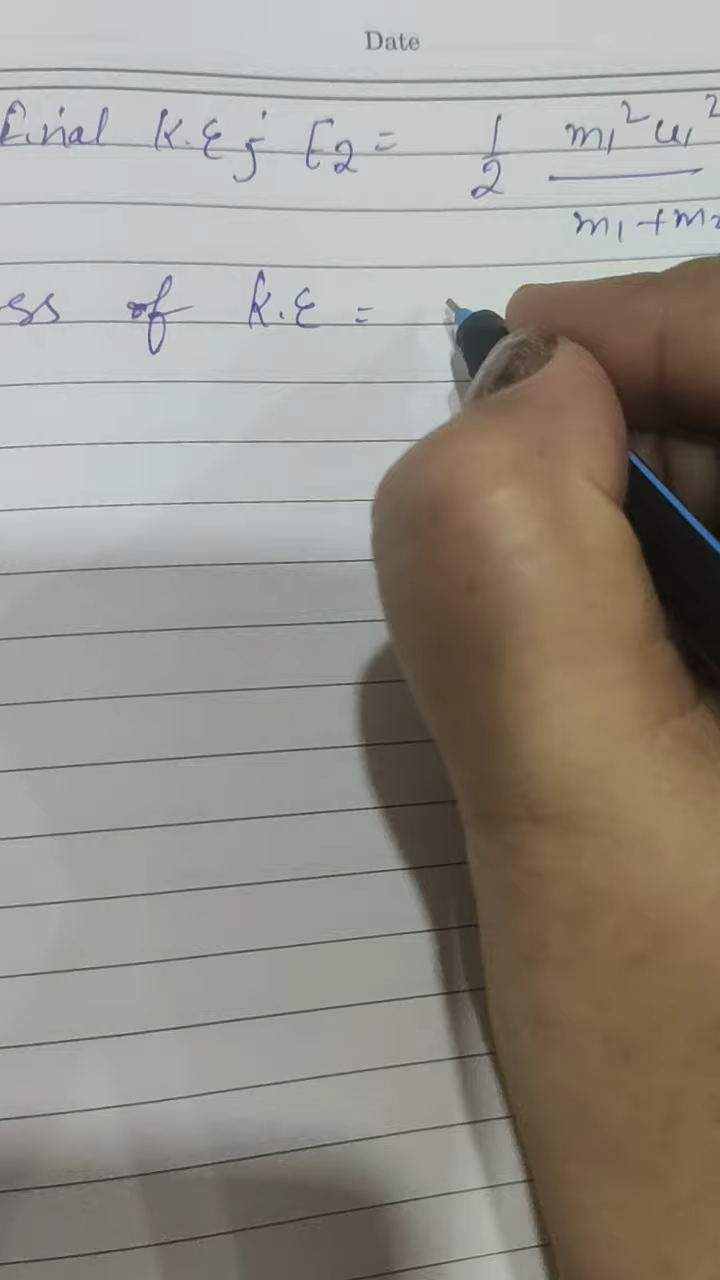 Date
Final K.E; E₂ = 1/2 m₁²u₁²/m₁+m₂
ss of K.E =